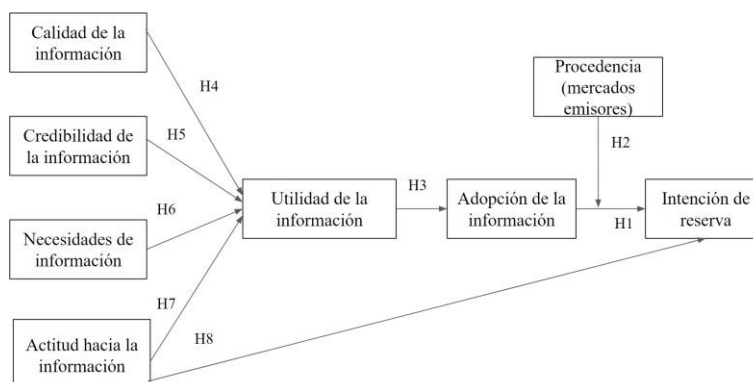 Calidad de la
información
H4
Procedencia
(mercados
emisores)
Credibilidad de
la información
H5
H2
Utilidad de la
información
H3
Adopción de la
información
H1
Intención de
reserva
H6
Necesidades de
información
H7
H8
Actitud hacia la
información